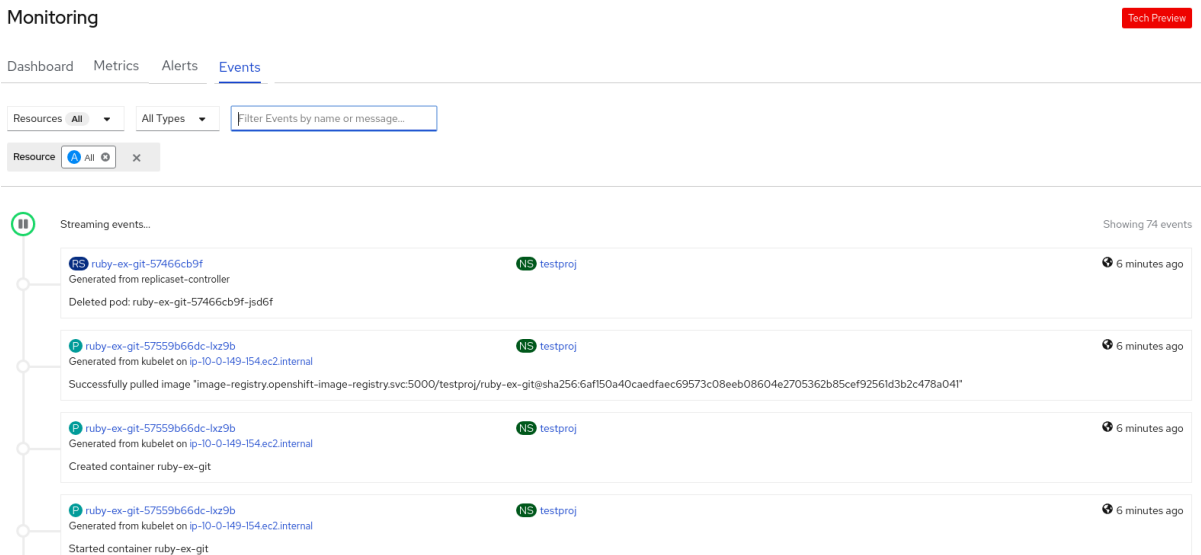 Monitoring
Tech Preview
Dashboard Metrics Alerts Events
Resources All All Types Filter Events by name or message...
Resource A All
Streaming events... Showing 74 events
RS ruby-ex-git-57466cb9f NS testproj 6 minutes ago
Generated from replicaset-controller
Deleted pod: ruby-ex-git-57466cb9f-jsd6f
P ruby-ex-git-57559b66dc-lxz9b NS testproj 6 minutes ago
Generated from kubelet on ip-10-0-149-154.ec2.internal
Successfully pulled image "image-registry.openshift-image-registry.svc:5000/testproj/ruby-ex-git@sha256:6af150a40caedfaec69573c08eeb08604e2705362b85cef92561d3b2c478a041"
P ruby-ex-git-57559b66dc-lxz9b NS testproj 6 minutes ago
Generated from kubelet on ip-10-0-149-154.ec2.internal
Created container ruby-ex-git
P ruby-ex-git-57559b66dc-lxz9b NS testproj 6 minutes ago
Generated from kubelet on ip-10-0-149-154.ec2.internal
Started container ruby-ex-git